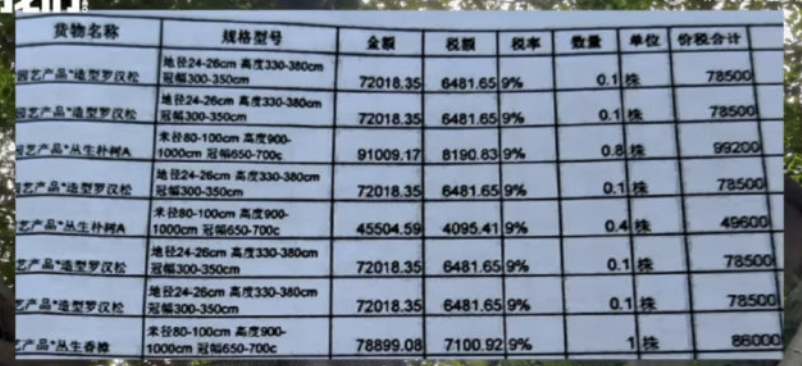 货物名称 规格型号 金额 税额 税率 数量 单位 价税合计
园艺产品*造型罗汉松 地径24-26cm 高度330-380cm 72018.35 6481.65 9% 0.1 株 78500
冠幅300-350cm
园艺产品*造型罗汉松 地径24-26cm 高度330-380cm 72018.35 6481.65 9% 0.1 株 78500
冠幅300-350cm
艺产品*丛生朴树A 米径80-100cm 高度900- 91009.17 8190.83 9% 0.8 株 99200
1000cm 冠幅650-700c
艺产品*造型罗汉松 地径24-26cm 高度330-380cm 72018.35 6481.65 9% 0.1 株 78500
冠幅300-350cm
艺产品*丛生朴树A 米径80-100cm 高度900- 45504.59 4095.41 9% 0.4 株 49600
1000cm 冠幅650-700c
艺产品*造型罗汉松 地径24-26cm 高度330-380cm 72018.35 6481.65 9% 0.1 株 78500
冠幅300-350cm
艺产品*造型罗汉松 地径24-26cm 高度330-380cm 72018.35 6481.65 9% 0.1 株 78500
冠幅300-350cm
产品*丛生香樟 米径80-100cm 高度900- 78899.08 7100.92 9% 1 株 86000
1000cm 冠幅650-700cm